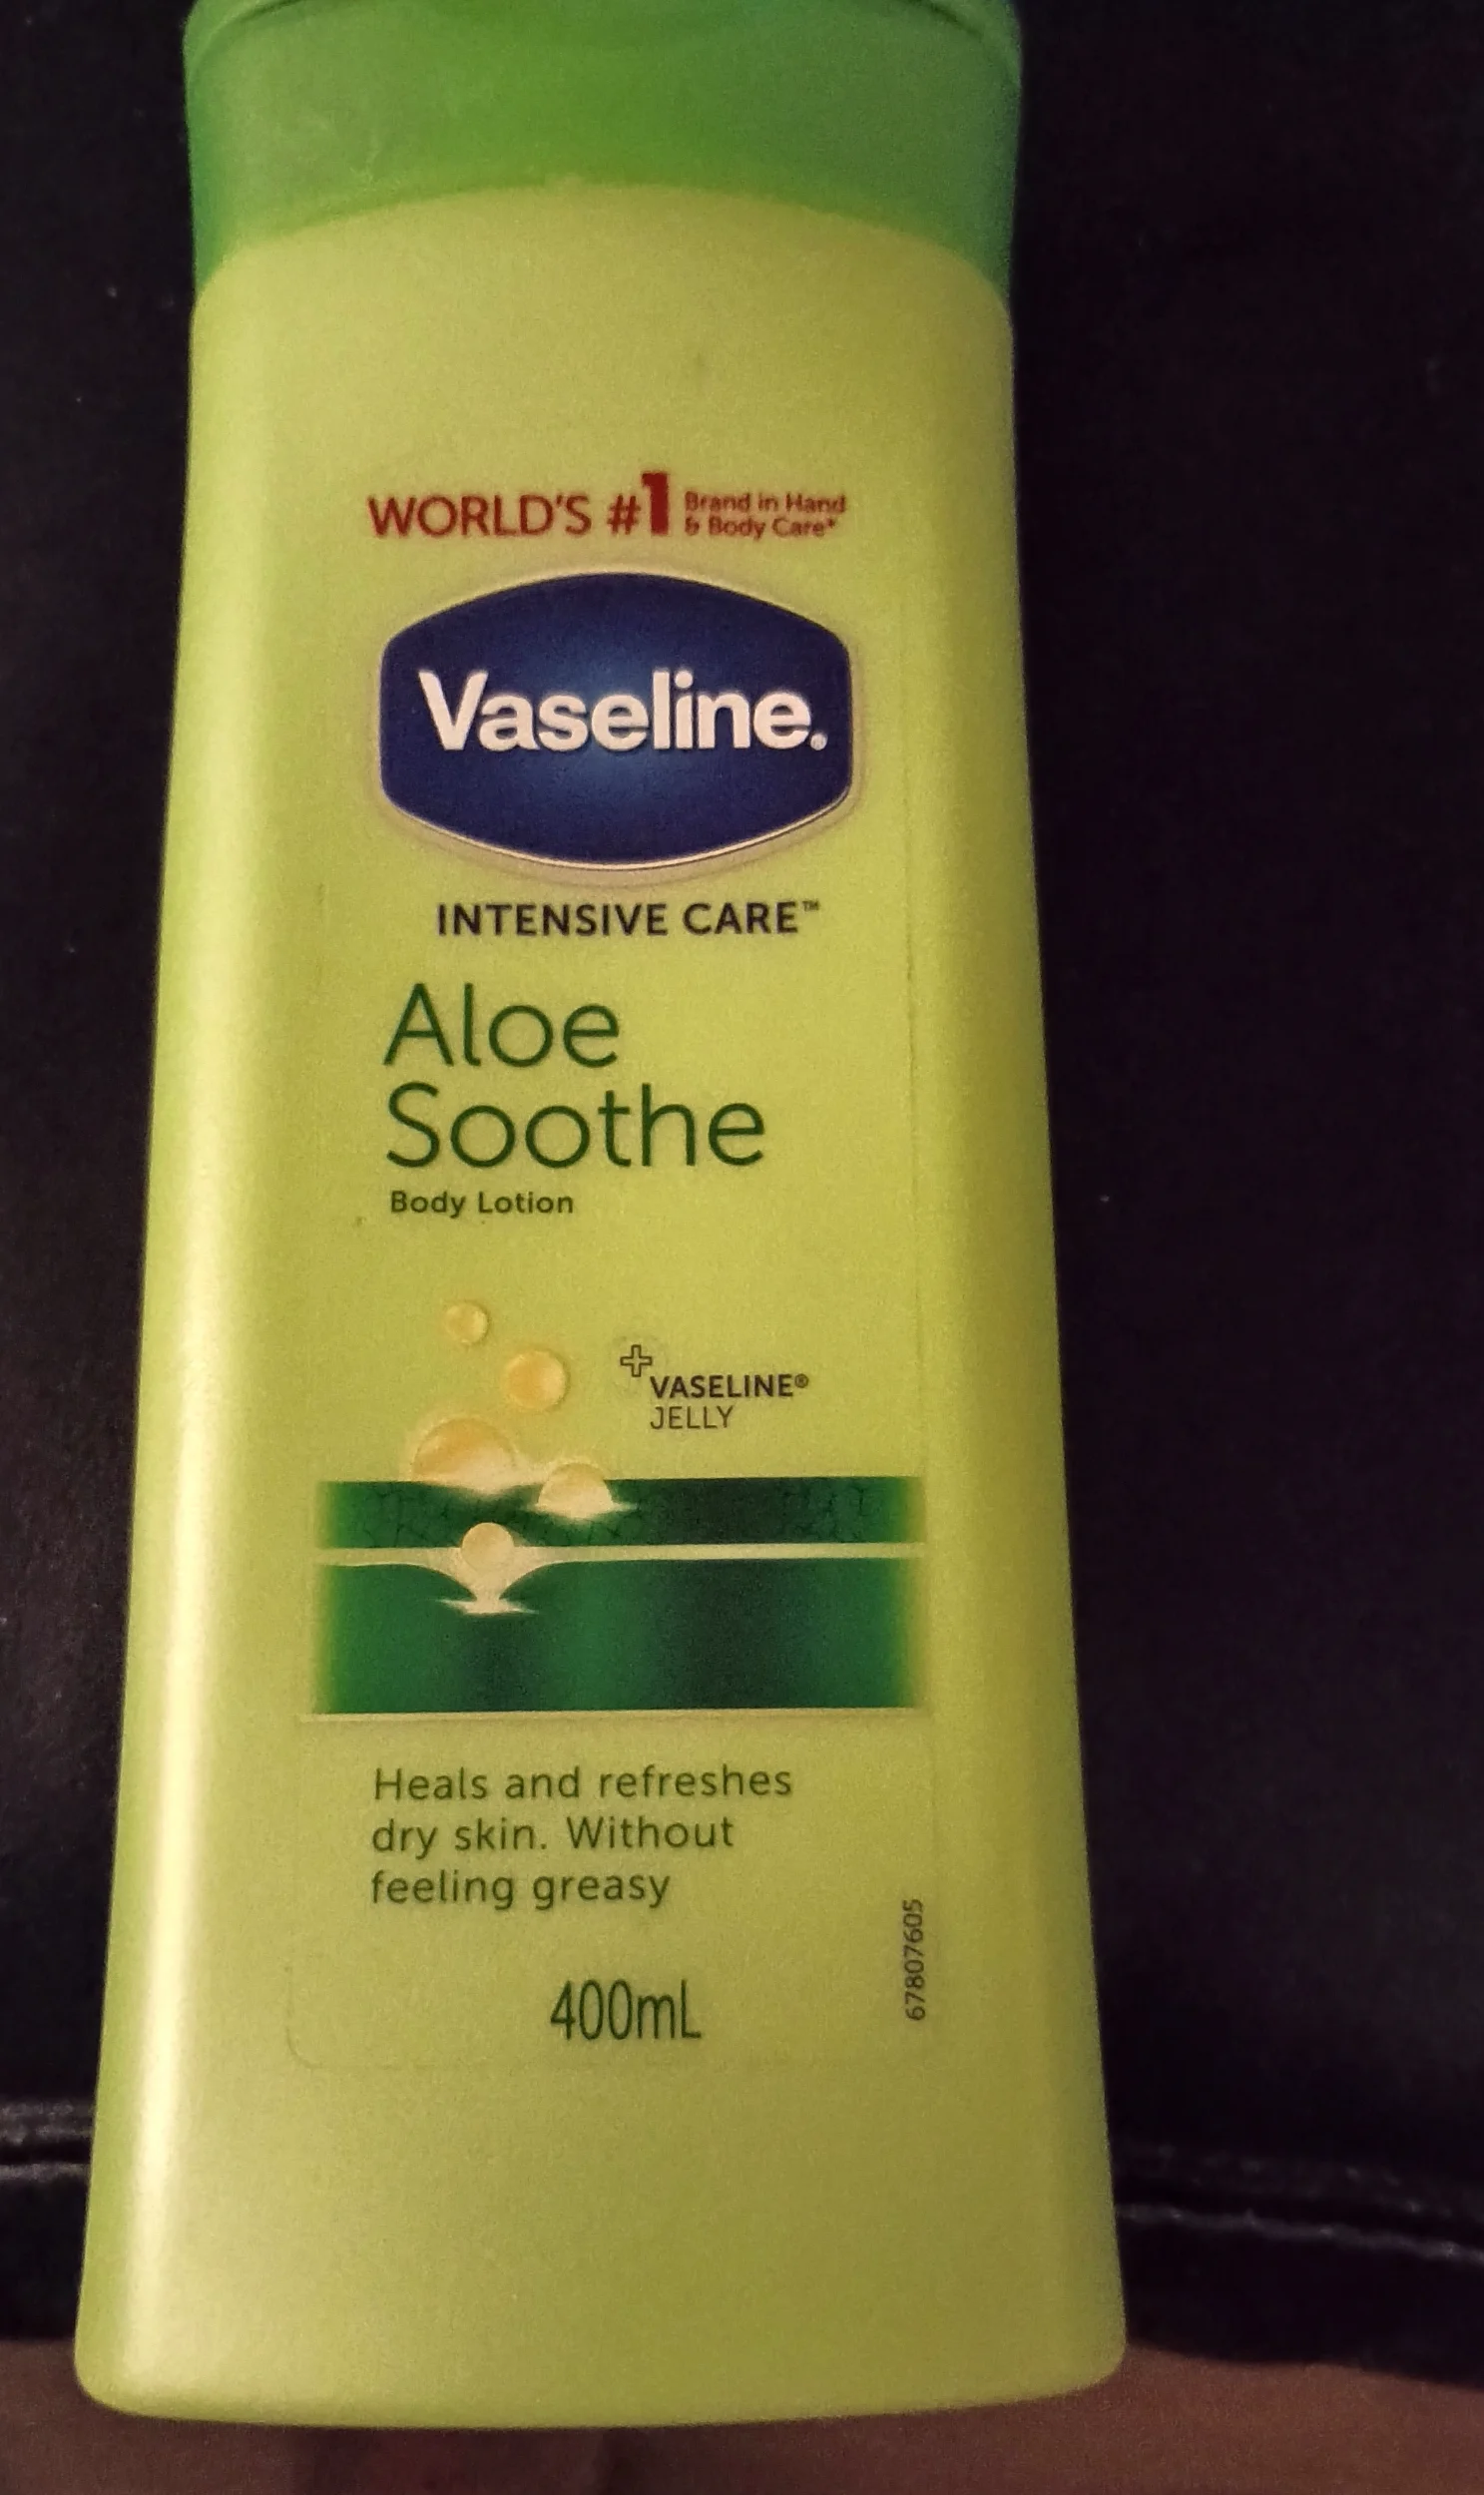 WORLD'S #1 Brand in Hand
& Body Care*
Vaseline®
INTENSIVE CARE™
Aloe
Soothe
Body Lotion
VASELINE®
JELLY
Heals and refreshes
dry skin. Without
feeling greasy
67807605
400mL